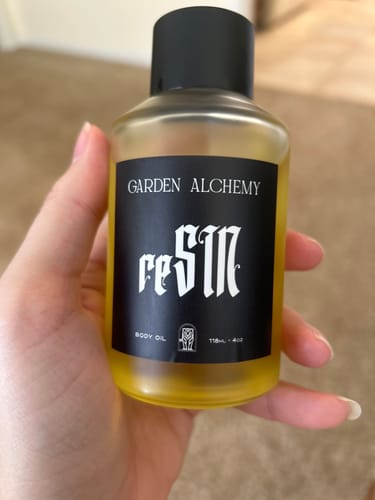 GARDEN ALCHEMY
reSIN
BODY OIL
118ML - 4OZ